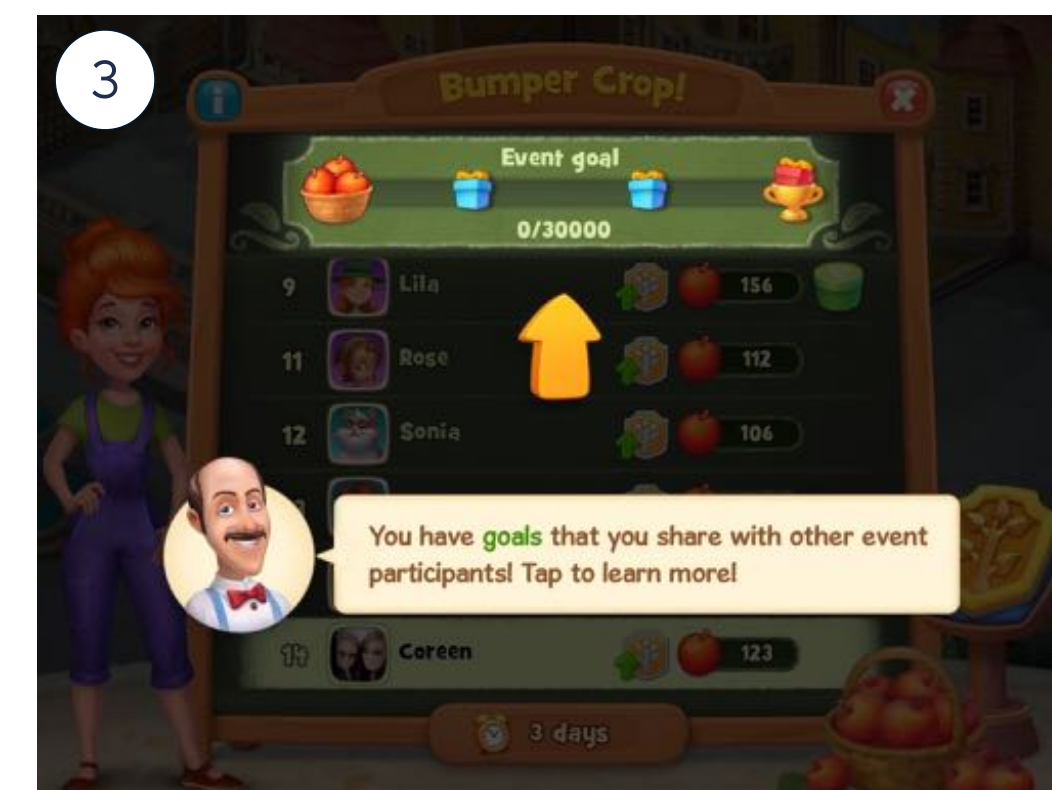 3
Bumper Crop!
Event goal
0/30000
9 Lila 156
11 Rose 112
12 Sonia 106
You have goals that you share with other event
participants! Tap to learn more!
14 Coreen 123
3 days